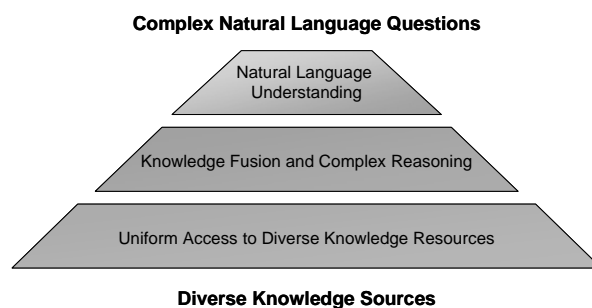 Complex Natural Language Questions
Natural Language
Understanding
Knowledge Fusion and Complex Reasoning
Uniform Access to Diverse Knowledge Resources
Diverse Knowledge Sources